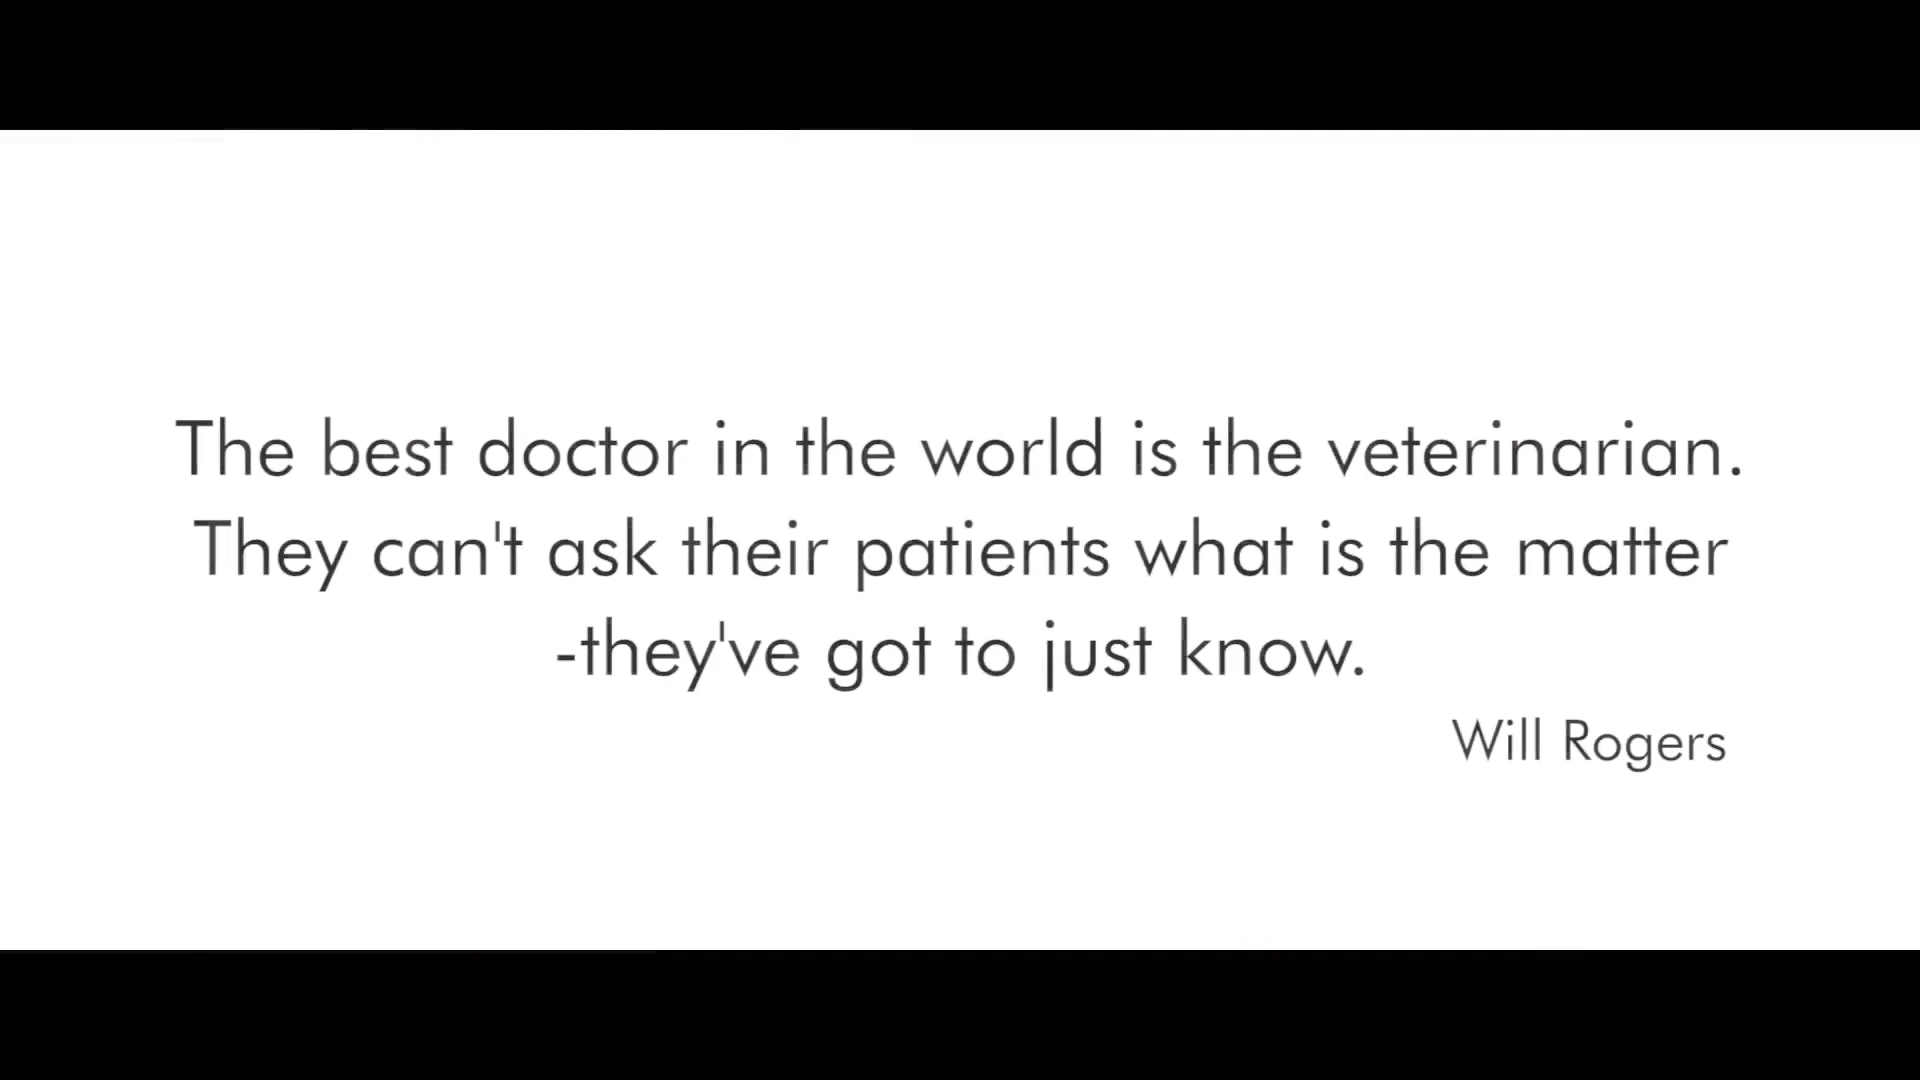 The best doctor in the world is the veterinarian.
They can't ask their patients what is the matter
-they've got to just know.
Will Rogers